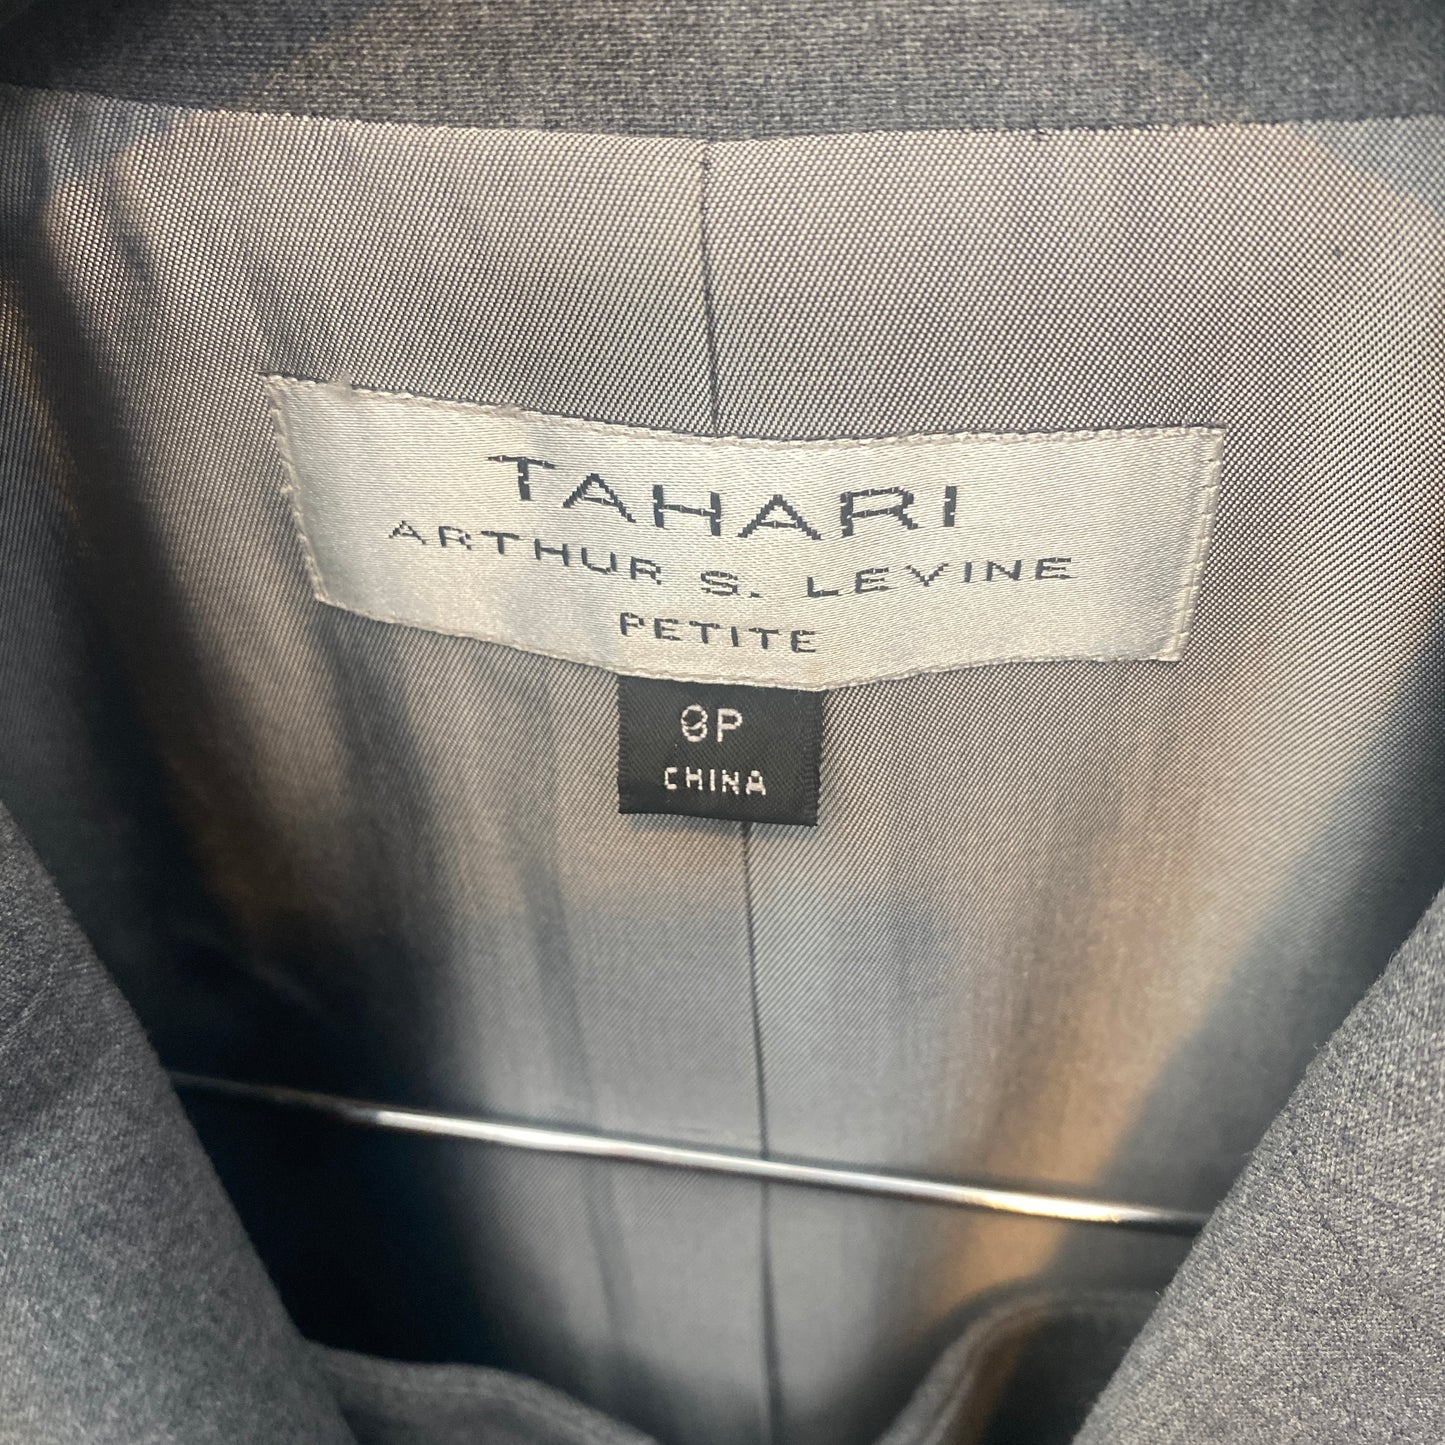 TAHARI
ARTHUR S. LEVINE
PETITE
8P
CHINA